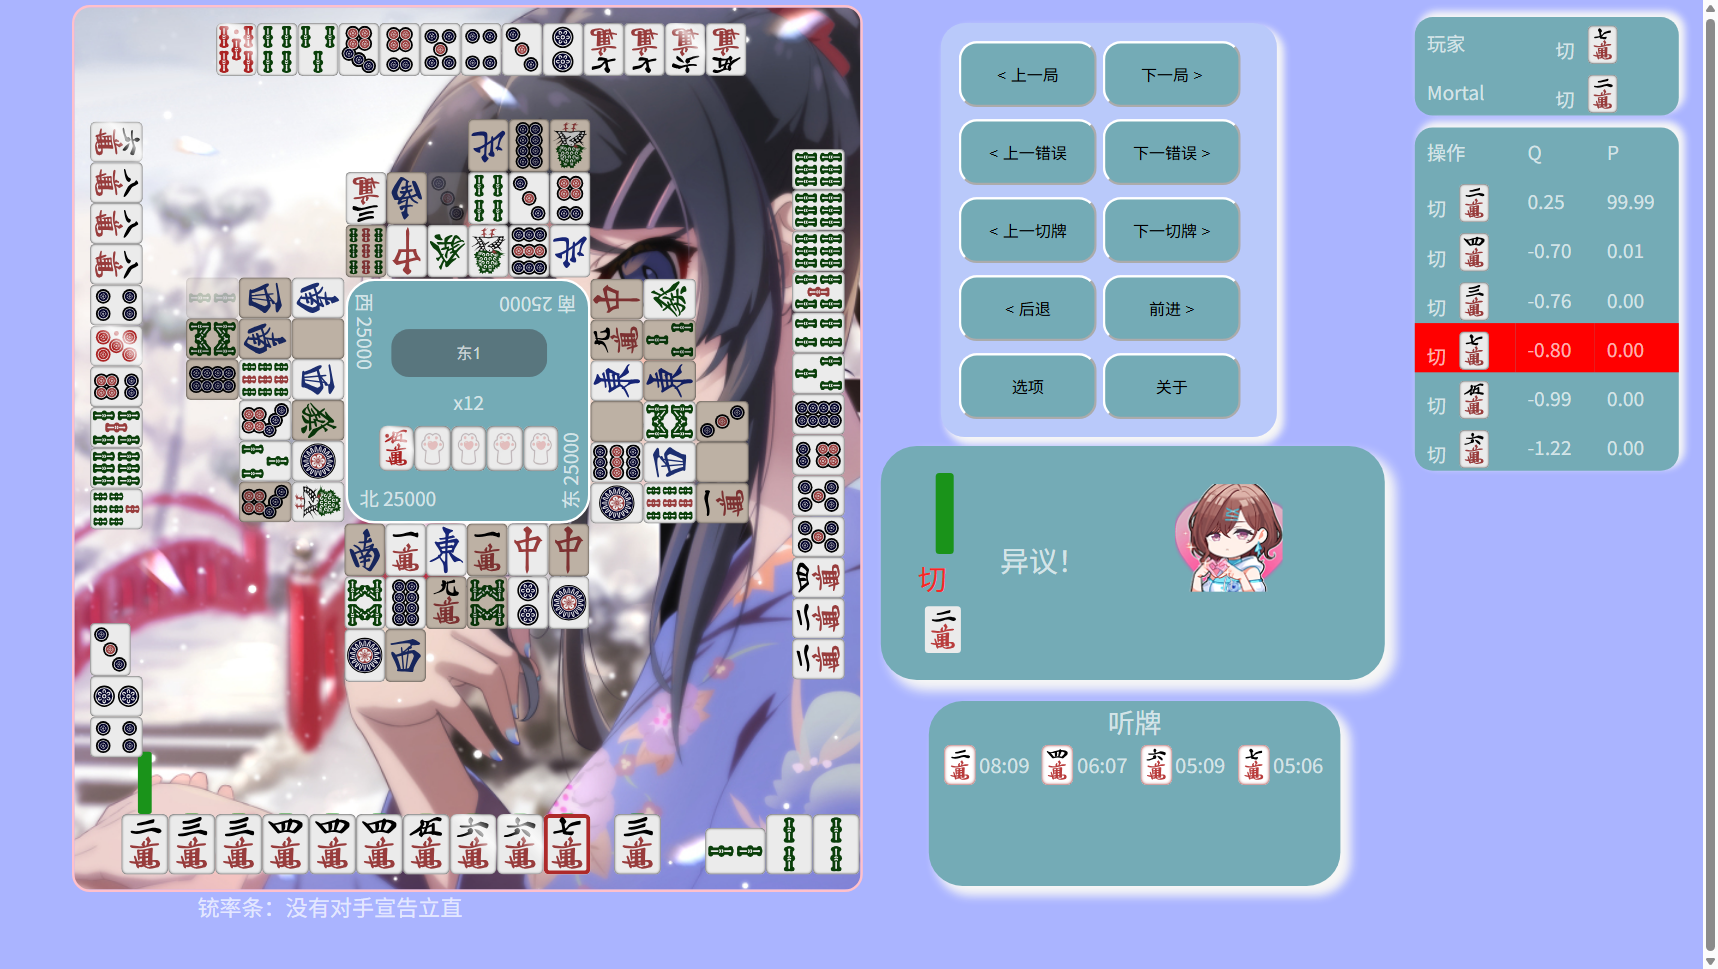 西 25000
南 25000
东1
x12
北 25000
东 25000
铳率条：没有对手宣告立直
< 上一局
下一局 >
< 上一错误
下一错误 >
< 上一切牌
下一切牌 >
< 后退
前进 >
选项
关于
切
异议！
听牌
08:09
06:07
05:09
05:06
玩家 切
Mortal 切
操作 Q P
切 0.25 99.99
切 -0.70 0.01
切 -0.76 0.00
切 -0.80 0.00
切 -0.99 0.00
切 -1.22 0.00